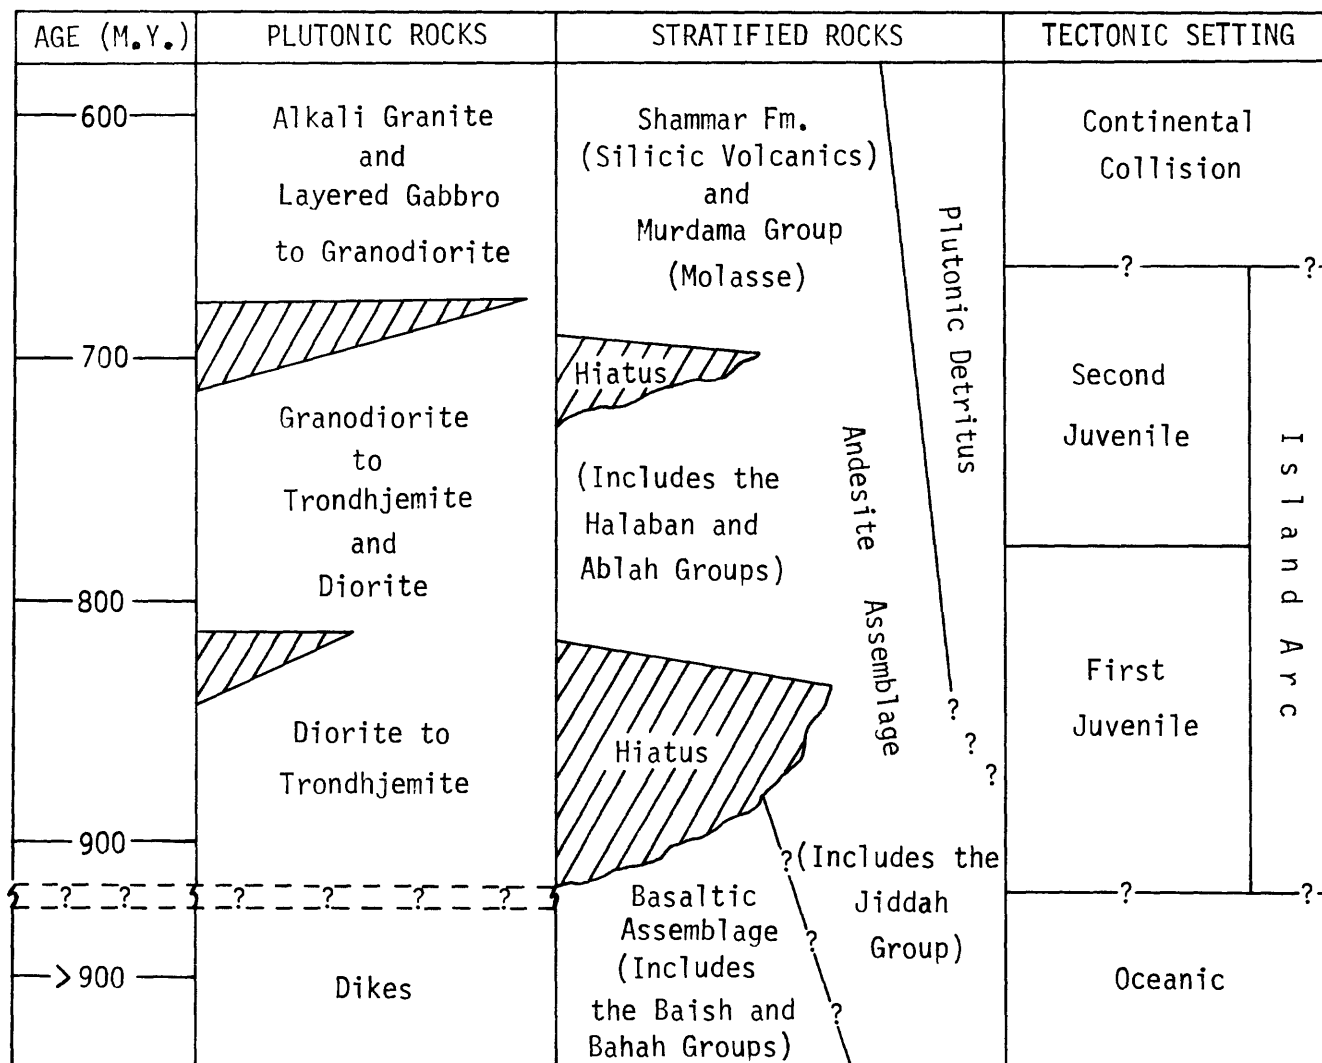 AGE (M.Y.)
PLUTONIC ROCKS
STRATIFIED ROCKS
TECTONIC SETTING
600
700
800
900
? ?
>900
Alkali Granite
and
Layered Gabbro
to Granodiorite
Granodiorite
to
Trondhjemite
and
Diorite
Diorite to
Trondhjemite
? ? ? ?
Dikes
Shammar Fm.
(Silicic Volcanics)
and
Murdama Group
(Molasse)
Hiatus
(Includes the
Halaban and
Ablah Groups)
Hiatus
Basaltic
Assemblage
(Includes
the Baish and
Bahah Groups)
?
?
?
Andesite Assemblage
(Includes the
Jiddah
Group)
Plutonic Detritus
?
?
?
Continental
Collision
? ?
Second
Juvenile
First
Juvenile
Island Arc
? ?
Oceanic